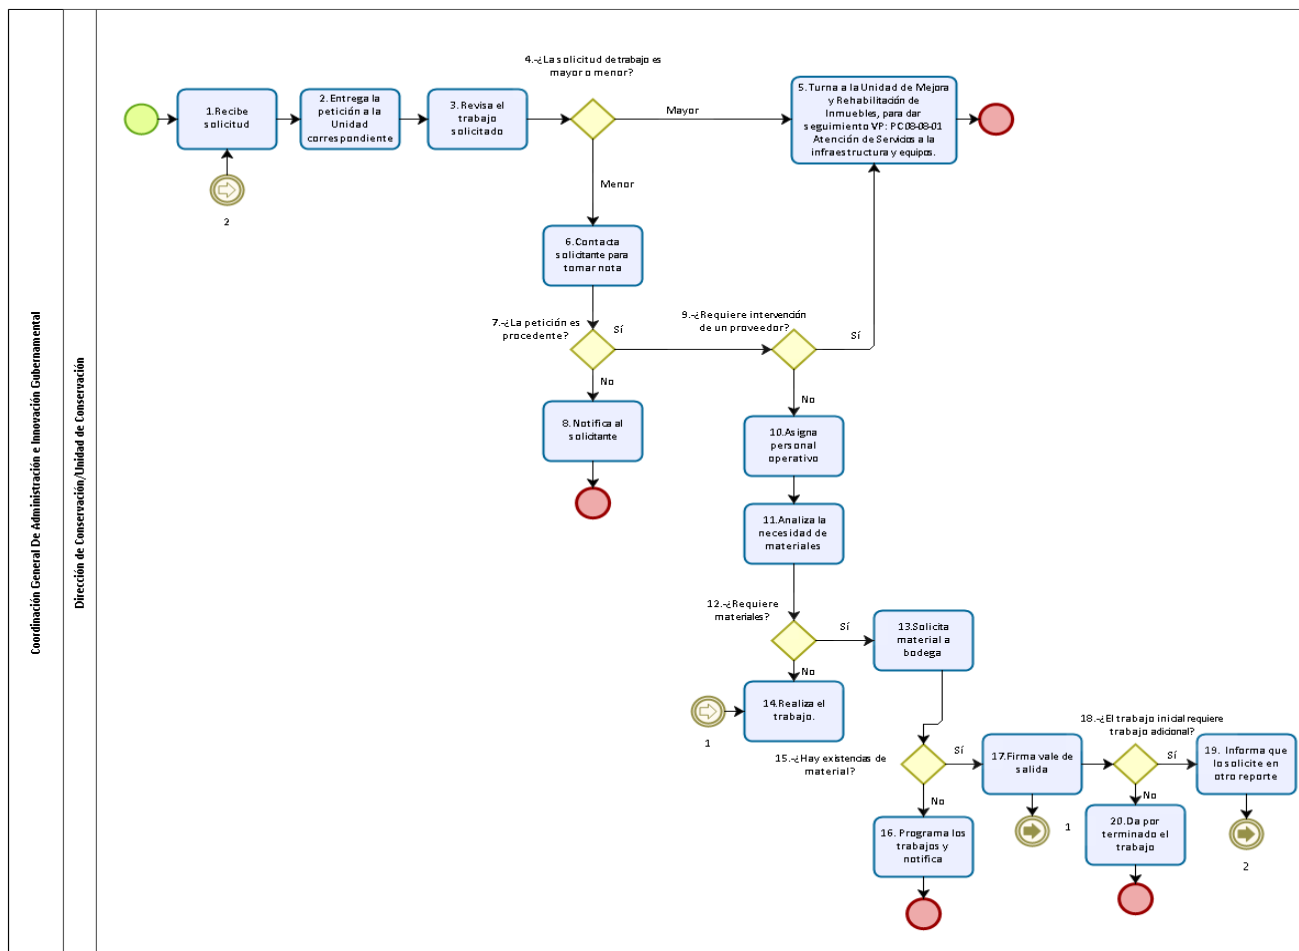 Coordinación General De Administración e Innovación Gubernamental
Dirección de Conservación/Unidad de Conservación
1.Recibe
solicitud
2
2.Entrega la
petición a la
Unidad
correspondiente
3.Revisa el
trabajo
solicitado
4.-¿La solicitud de trabajo es
mayor o menor?
Mayor
Menor
5.Turna a la Unidad de Mejora
y Rehabilitación de
Inmuebles, para dar
seguimiento VP: PC 08-08-01
Atención de Servicios a la
infraestructura y equipos.
6.Contacta
solicitante para
tomar nota
7.-¿La petición es
procedente?
Sí
No
8.Notifica al
solicitante
9.-¿Requiere intervención
de un proveedor?
Sí
No
10.Asigna
personal
operativo
11.Analiza la
necesidad de
materiales
12.-¿Requiere
materiales?
Sí
No
13.Solicita
material a
bodega
14.Realiza el
trabajo.
1
15.-¿Hay existencias de
material?
Sí
No
16. Programa los
trabajos y
notifica
17.Firma vale de
salida
1
18.-¿El trabajo inicial requiere
trabajo adicional?
Sí
No
19. Informa que
lo solicite en
otro reporte
2
20.Da por
terminado el
trabajo